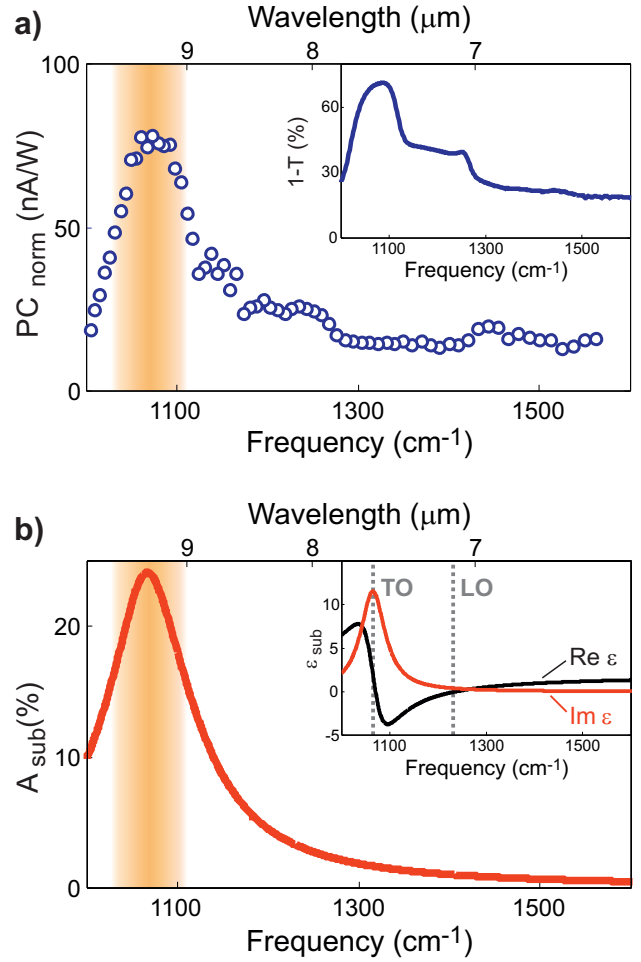 a)
Wavelength (μm)
9 8 7
100
50
0
PC norm (nA/W)
1100 1300 1500
Frequency (cm-1)
60
30
0
1-T (%)
1100 1300 1500
Frequency (cm-1)
b)
Wavelength (μm)
9 8 7
20
10
0
A sub(%)
1100 1300 1500
Frequency (cm-1)
TO LO
10
5
0
-5
ε sub
Re ε
Im ε
1100 1300 1500
Frequency (cm-1)